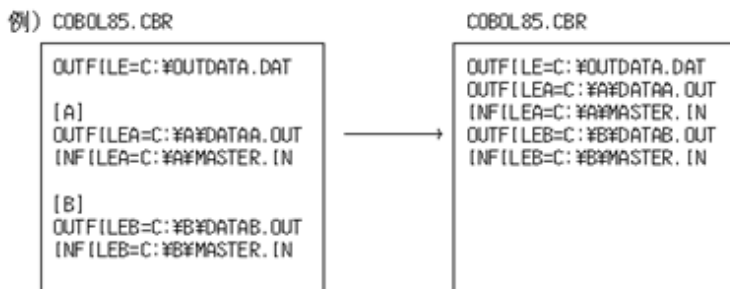 例) COBOL85.CBR
OUTFILE=C:¥OUTDATA.DAT
[A]
OUTFILEA=C:¥A¥DATAA.OUT
INFILEA=C:¥A¥MASTER.IN
[B]
OUTFILEB=C:¥B¥DATAB.OUT
INFILEB=C:¥B¥MASTER.IN
COBOL85.CBR
OUTFILE=C:¥OUTDATA.DAT
OUTFILEA=C:¥A¥DATAA.OUT
INFILEA=C:¥A¥MASTER.IN
OUTFILEB=C:¥B¥DATAB.OUT
INFILEB=C:¥B¥MASTER.IN